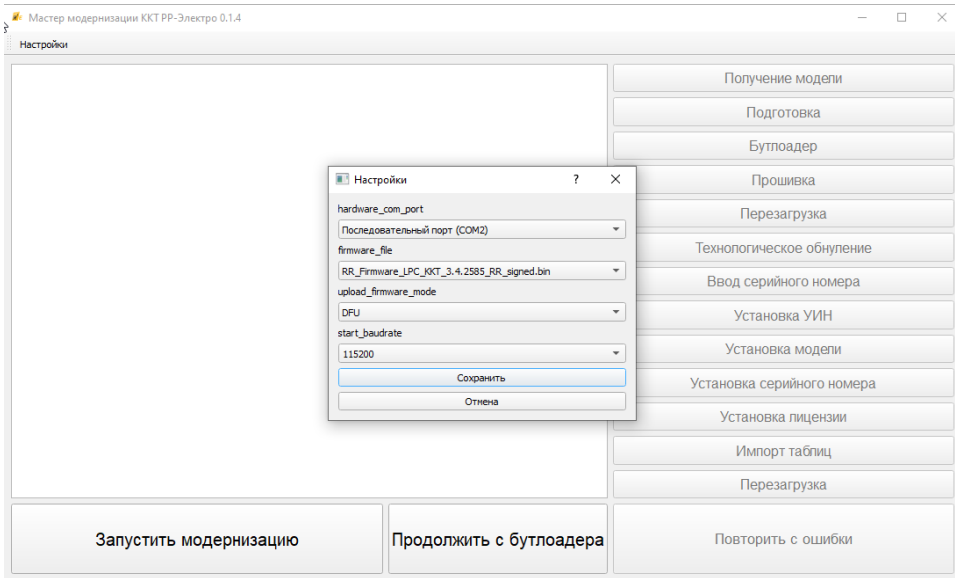 Мастер модернизации ККТ РР-Электро 0.1.4
Настройки
Получение модели
Подготовка
Бутлоадер
Прошивка
Перезагрузка
Технологическое обнуление
Ввод серийного номера
Установка УИН
Установка модели
Установка серийного номера
Установка лицензии
Импорт таблиц
Перезагрузка
Настройки
?
hardware_com_port
Последовательный порт (COM2)
firmware_file
RR_Firmware_LPC_KKT_3.4.2585_RR_signed.bin
upload_firmware_mode
DFU
start_baudrate
115200
Сохранить
Отмена
Запустить модернизацию
Продолжить с бутлоадера
Повторить с ошибки